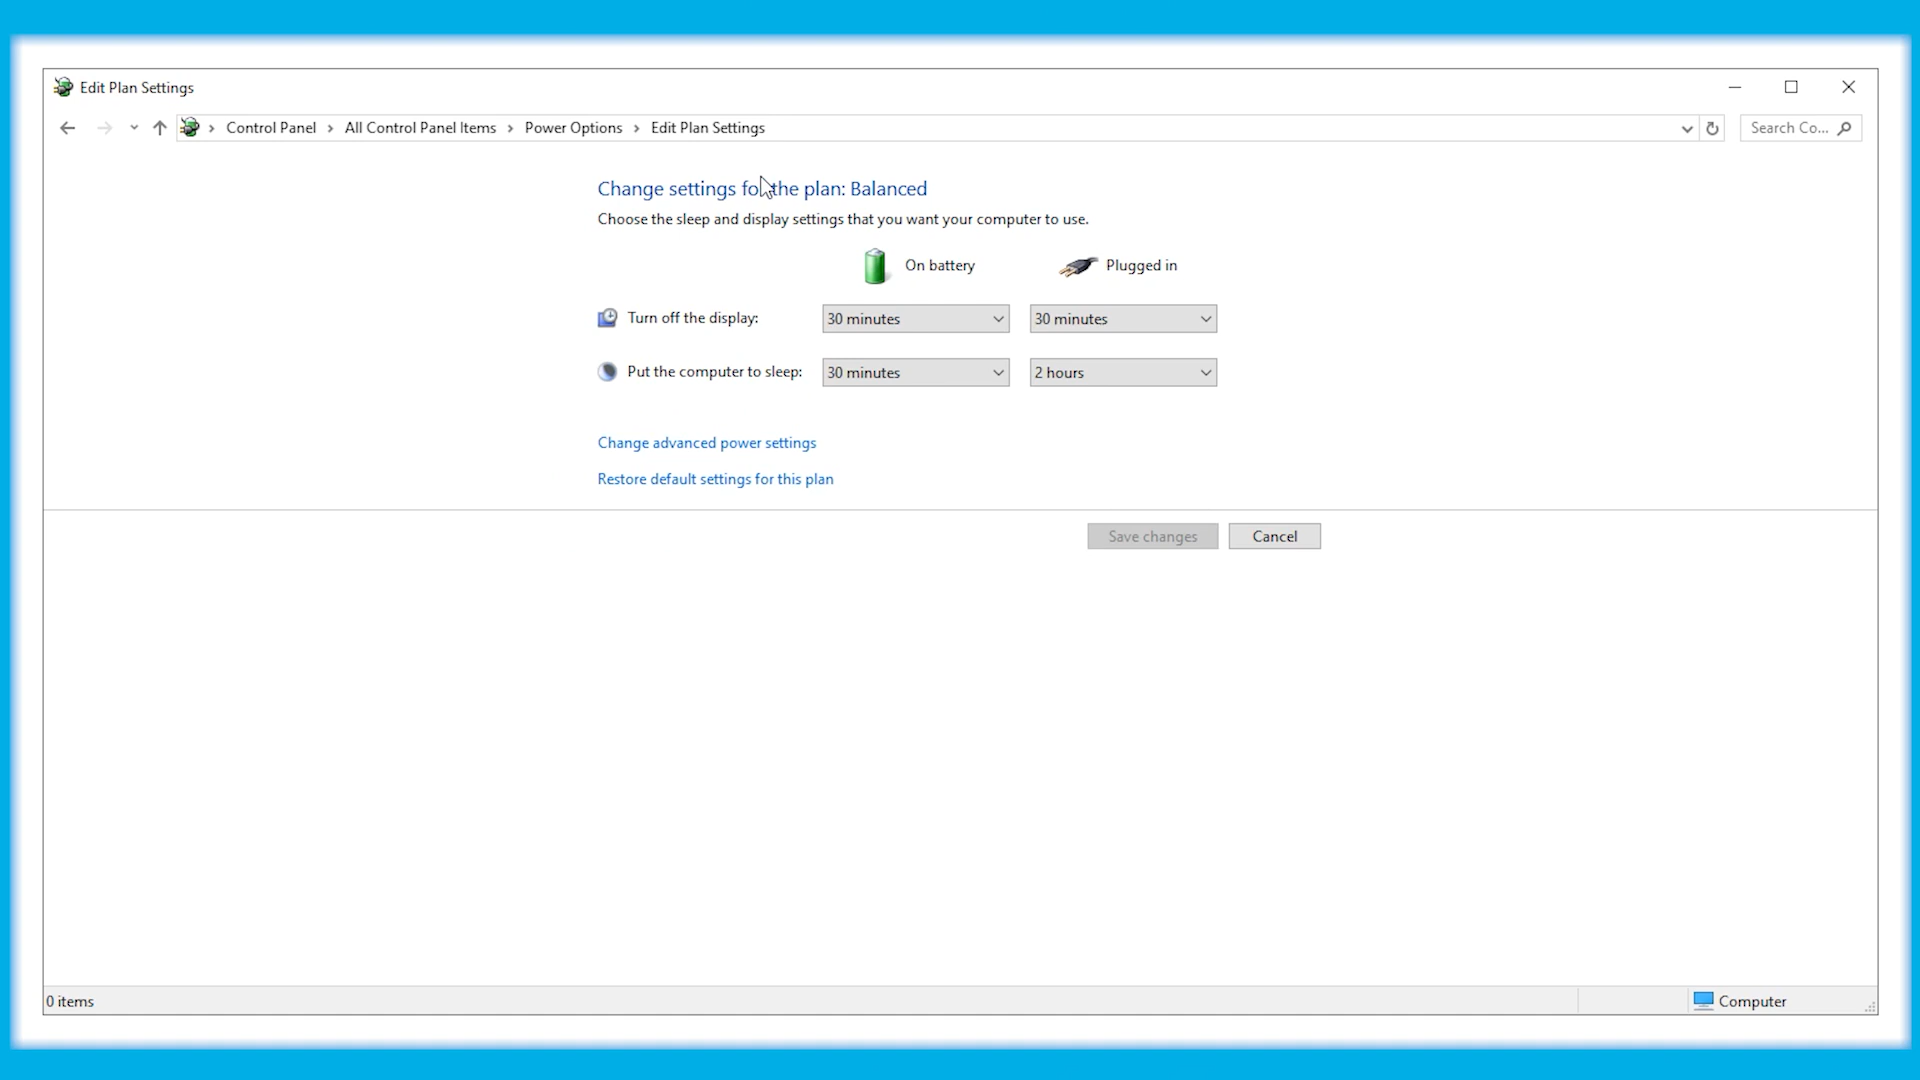 Edit Plan Settings
Control Panel > All Control Panel Items > Power Options > Edit Plan Settings
Search Co...
Change settings for the plan: Balanced
Choose the sleep and display settings that you want your computer to use.
On battery
Plugged in
Turn off the display:
30 minutes
30 minutes
Put the computer to sleep:
30 minutes
2 hours
Change advanced power settings
Restore default settings for this plan
Save changes
Cancel
0 items
Computer